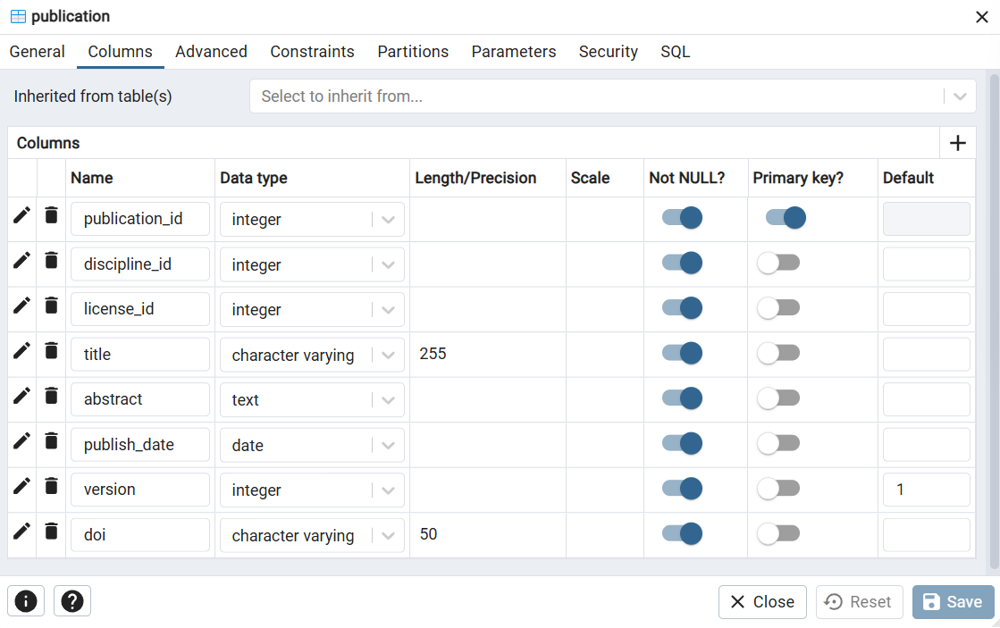 publication
General Columns Advanced Constraints Partitions Parameters Security SQL
Inherited from table(s) Select to inherit from...
Columns
Name Data type Length/Precision Scale Not NULL? Primary key? Default
publication_id integer
discipline_id integer
license_id integer
title character varying 255
abstract text
publish_date date
version integer 1
doi character varying 50
Close Reset Save